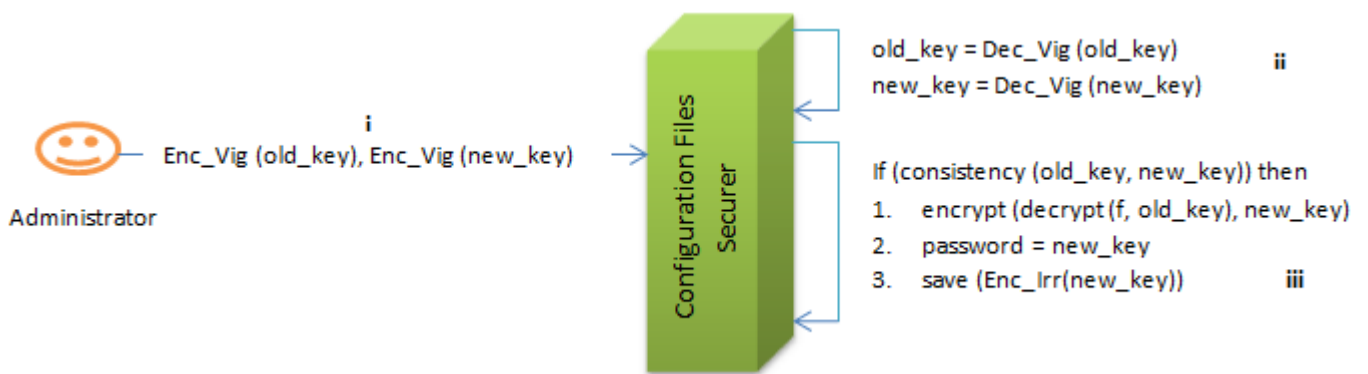 i
Enc_Vig (old_key), Enc_Vig (new_key)
Administrator
Configuration Files
Securer
old_key = Dec_Vig (old_key)
new_key = Dec_Vig (new_key)
ii
If (consistency (old_key, new_key)) then
1. encrypt (decrypt (f, old_key), new_key)
2. password = new_key
3. save (Enc_Irr(new_key))
iii